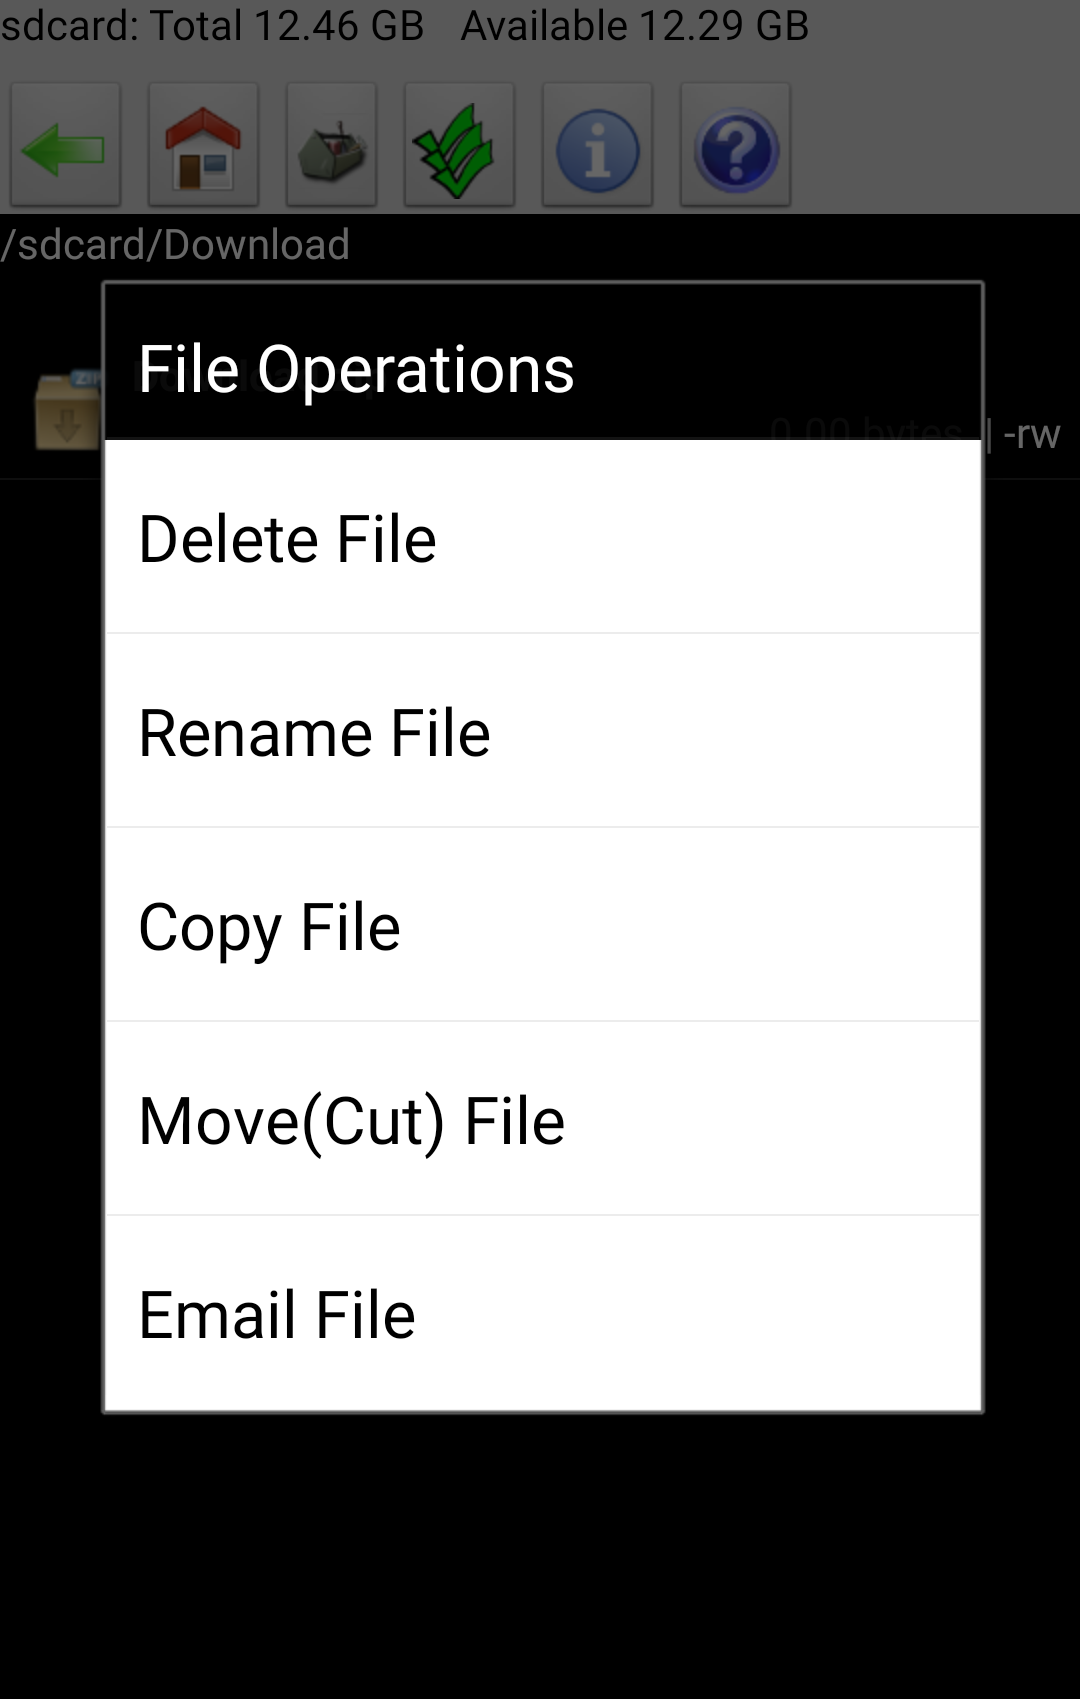 sdcard: Total 12.46 GB Available 12.29 GB
/sdcard/Download
File Operations
0.00 bytes | -rw
Delete File
Rename File
Copy File
Move(Cut) File
Email File